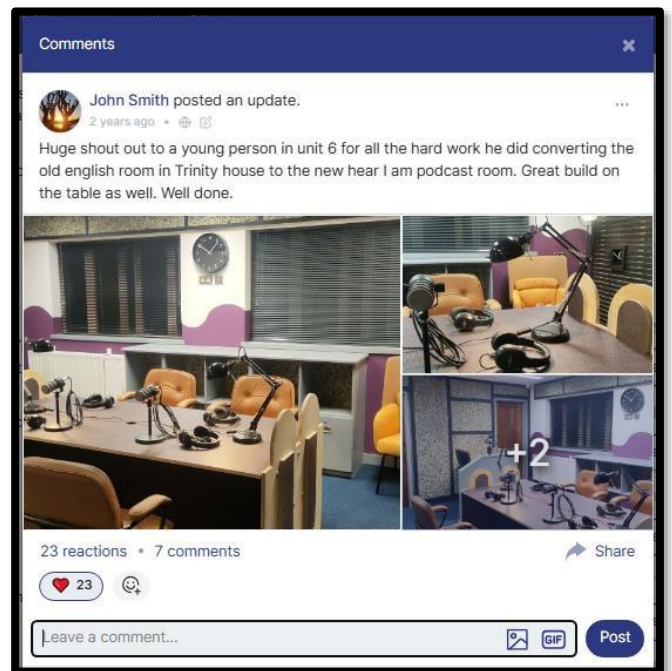 Comments
John Smith posted an update.
2 years ago
Huge shout out to a young person in unit 6 for all the hard work he did converting the
old english room in Trinity house to the new hear I am podcast room. Great build on
the table as well. Well done.
+2
23 reactions • 7 comments
Share
23
Leave a comment...
GIF
Post